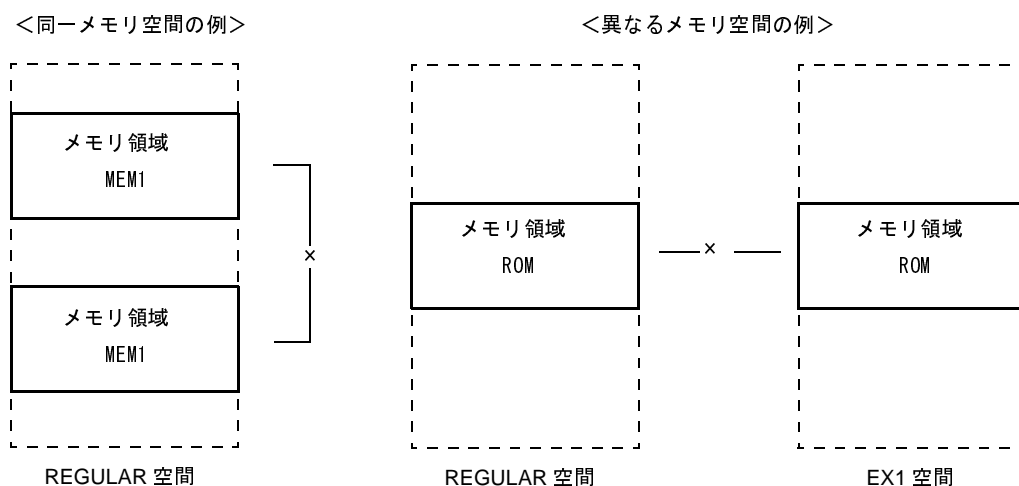 ＜同一メモリ空間の例＞
＜異なるメモリ空間の例＞
メモリ領域
MEM1
×
メモリ領域
MEM1
REGULAR 空間
メモリ領域
ROM
×
メモリ領域
ROM
REGULAR 空間
EX1 空間